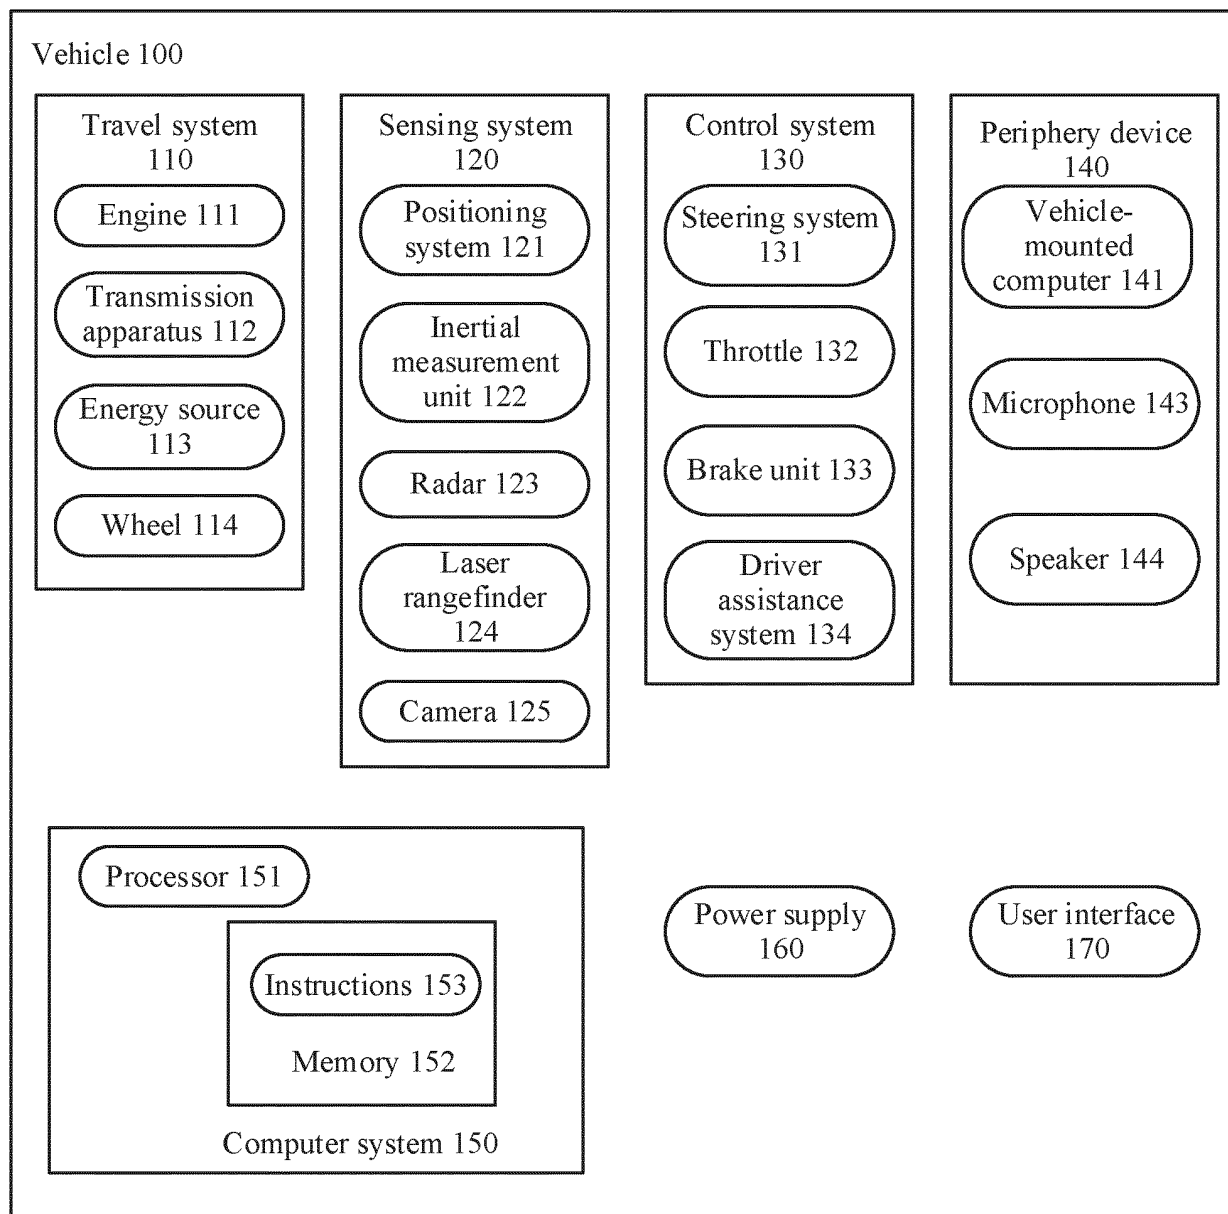 Vehicle 100
Travel system
110
Engine 111
Transmission
apparatus 112
Energy source
113
Wheel 114
Sensing system
120
Positioning
system 121
Inertial
measurement
unit 122
Radar 123
Laser
rangefinder
124
Camera 125
Control system
130
Steering system
131
Throttle 132
Brake unit 133
Driver
assistance
system 134
Periphery device
140
Vehicle-
mounted
computer 141
Microphone 143
Speaker 144
Processor 151
Instructions 153
Memory 152
Computer system 150
Power supply
160
User interface
170